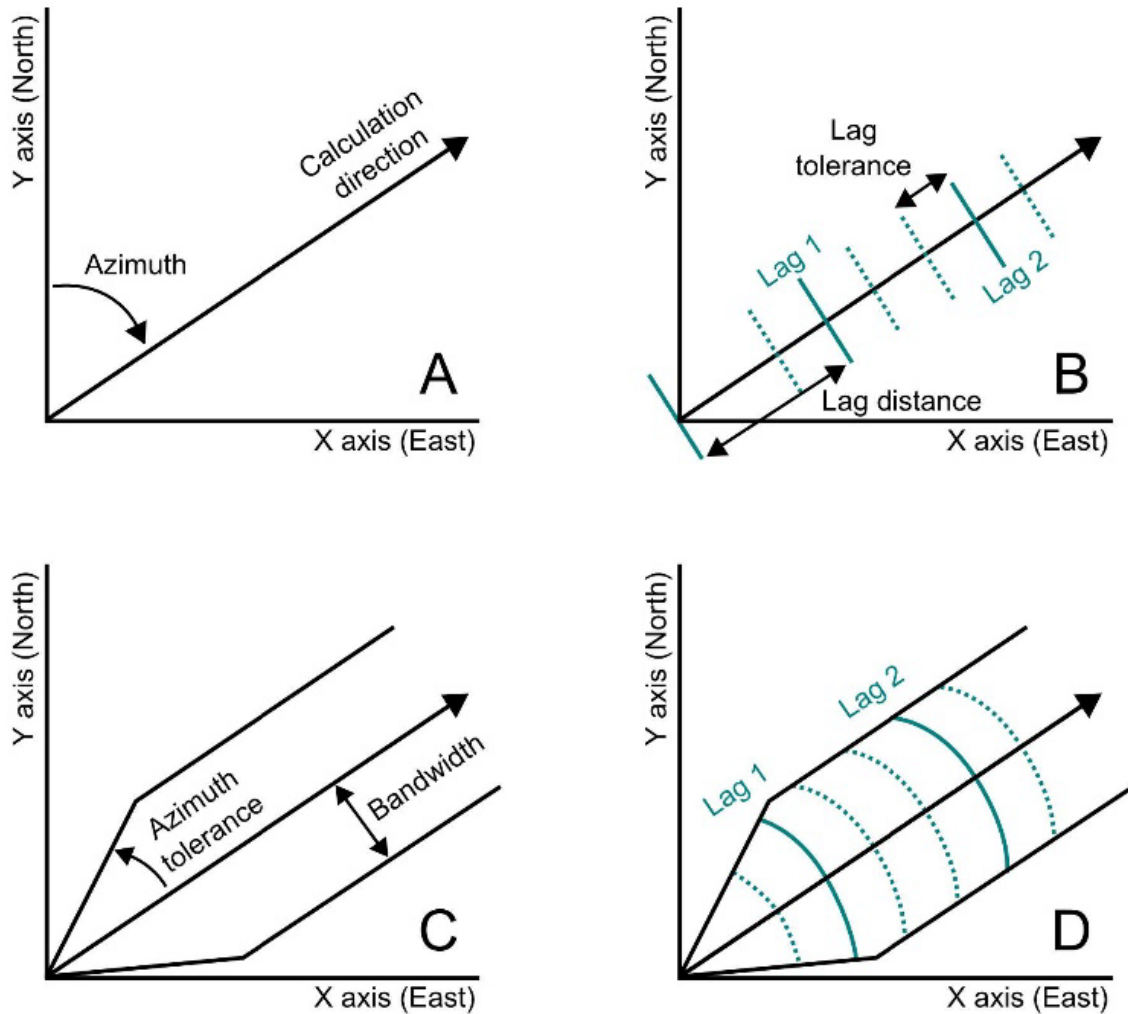 Y axis (North)
Calculation
direction
Azimuth
A
X axis (East)
Y axis (North)
Lag
tolerance
Lag 1
Lag 2
B
Lag distance
X axis (East)
Y axis (North)
Azimuth
tolerance
Bandwidth
C
X axis (East)
Y axis (North)
Lag 2
Lag 1
D
X axis (East)